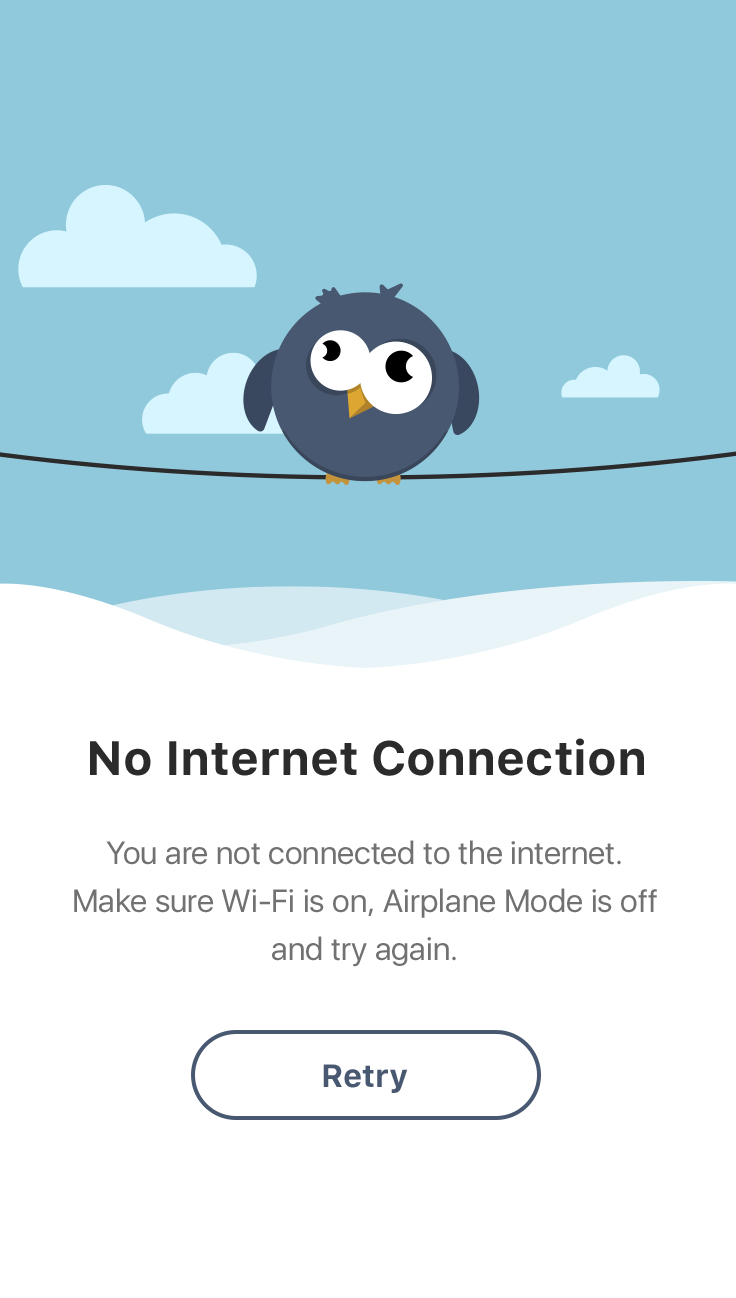 No Internet Connection
You are not connected to the internet.
Make sure Wi-Fi is on, Airplane Mode is off
and try again.
Retry